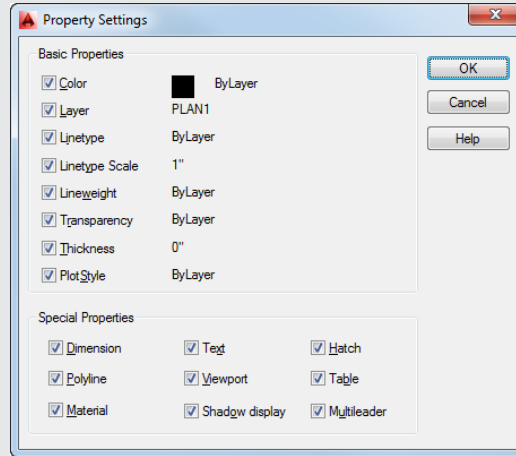 Property Settings
Basic Properties
Color ByLayer
Layer PLAN1
Linetype ByLayer
Linetype Scale 1"
Lineweight ByLayer
Transparency ByLayer
Thickness 0"
PlotStyle ByLayer
OK
Cancel
Help
Special Properties
Dimension Text Hatch
Polyline Viewport Table
Material Shadow display Multileader